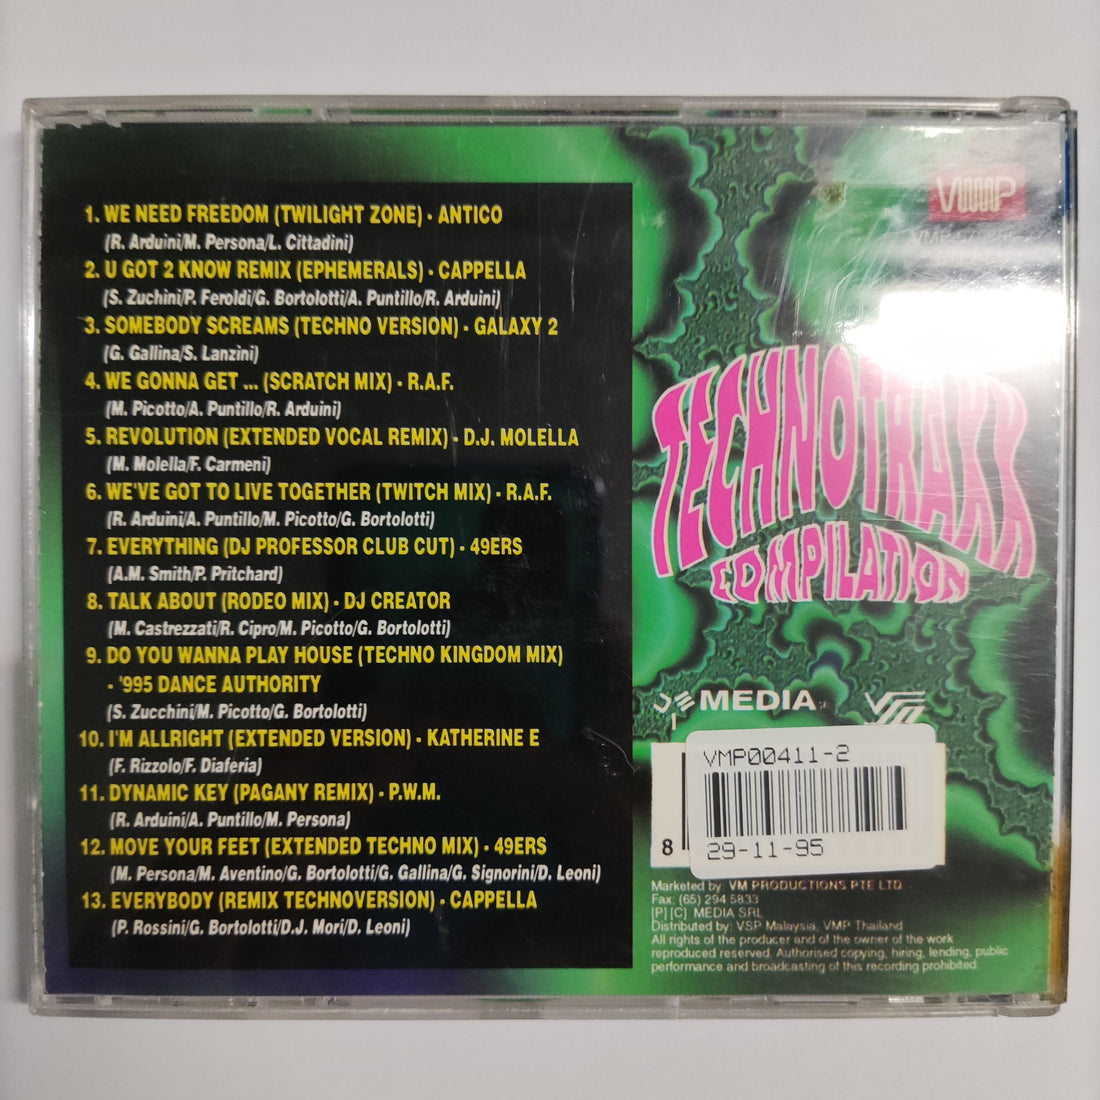 1. WE NEED FREEDOM (TWILIGHT ZONE) - ANTICO
(R. Arduini/M. Persona/L. Cittadini)
2. U GOT 2 KNOW REMIX (EPHEMERALS) - CAPPELLA
(S. Zuchini/P. Feroldi/G. Bortolotti/A. Puntillo/R. Arduini)
3. SOMEBODY SCREAMS (TECHNO VERSION) - GALAXY 2
(G. Gallina/S. Lanzini)
4. WE GONNA GET ... (SCRATCH MIX) - R.A.F.
(M. Picotto/A. Puntillo/R. Arduini)
5. REVOLUTION (EXTENDED VOCAL REMIX) - D.J. MOLELLA
(M. Molella/F. Carmeni)
6. WE'VE GOT TO LIVE TOGETHER (TWITCH MIX) - R.A.F.
(R. Arduini/A. Puntillo/M. Picotto/G. Bortolotti)
7. EVERYTHING (DJ PROFESSOR CLUB CUT) - 49ERS
(A.M. Smith/P. Pritchard)
8. TALK ABOUT (RODEO MIX) - DJ CREATOR
(M. Castrezzati/R. Cipro/M. Picotto/G. Bortolotti)
9. DO YOU WANNA PLAY HOUSE (TECHNO KINGDOM MIX)
- '995 DANCE AUTHORITY
(S. Zucchini/M. Picotto/G. Bortolotti)
10. I'M ALLRIGHT (EXTENDED VERSION) - KATHERINE E
(F. Rizzolo/F. Diaferia)
11. DYNAMIC KEY (PAGANY REMIX) - P.W.M.
(R. Arduini/A. Puntillo/M. Persona)
12. MOVE YOUR FEET (EXTENDED TECHNO MIX) - 49ERS
(M. Persona/M. Aventino/G. Bortolotti/G. Gallina/G. Signorini/D. Leoni)
13. EVERYBODY (REMIX TECHNOVERSION) - CAPPELLA
(P. Rossini/G. Bortolotti/D.J. Mori/D. Leoni)
VMP
TECHNOTRAXX
COMPILATION
MEDIA
VMP00411-2
8
29-11-95
Marketed by: VM PRODUCTIONS PTE LTD
Fax: (65) 294 5833
[P] [C] MEDIA SRL
Distributed by: VSP Malaysia, VMP Thailand
All rights of the producer and of the owner of the work
reproduced reserved. Authorised copying, hiring, lending, public
performance and broadcasting of this recording prohibited.